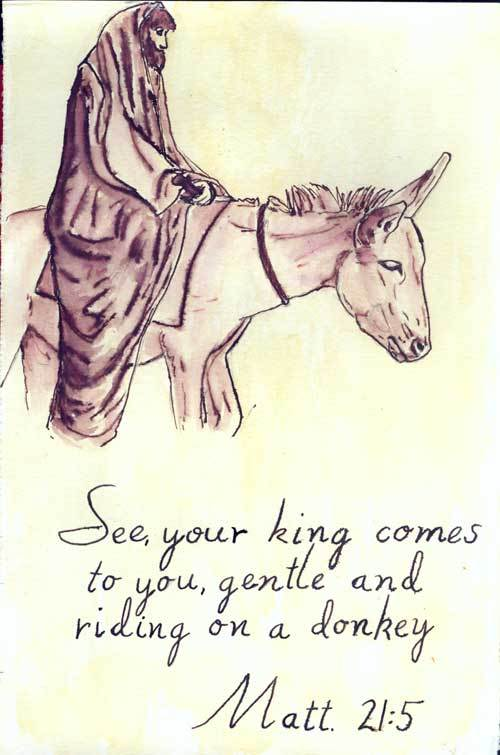 See, your king comes
to you, gentle and
riding on a donkey
Matt. 21:5